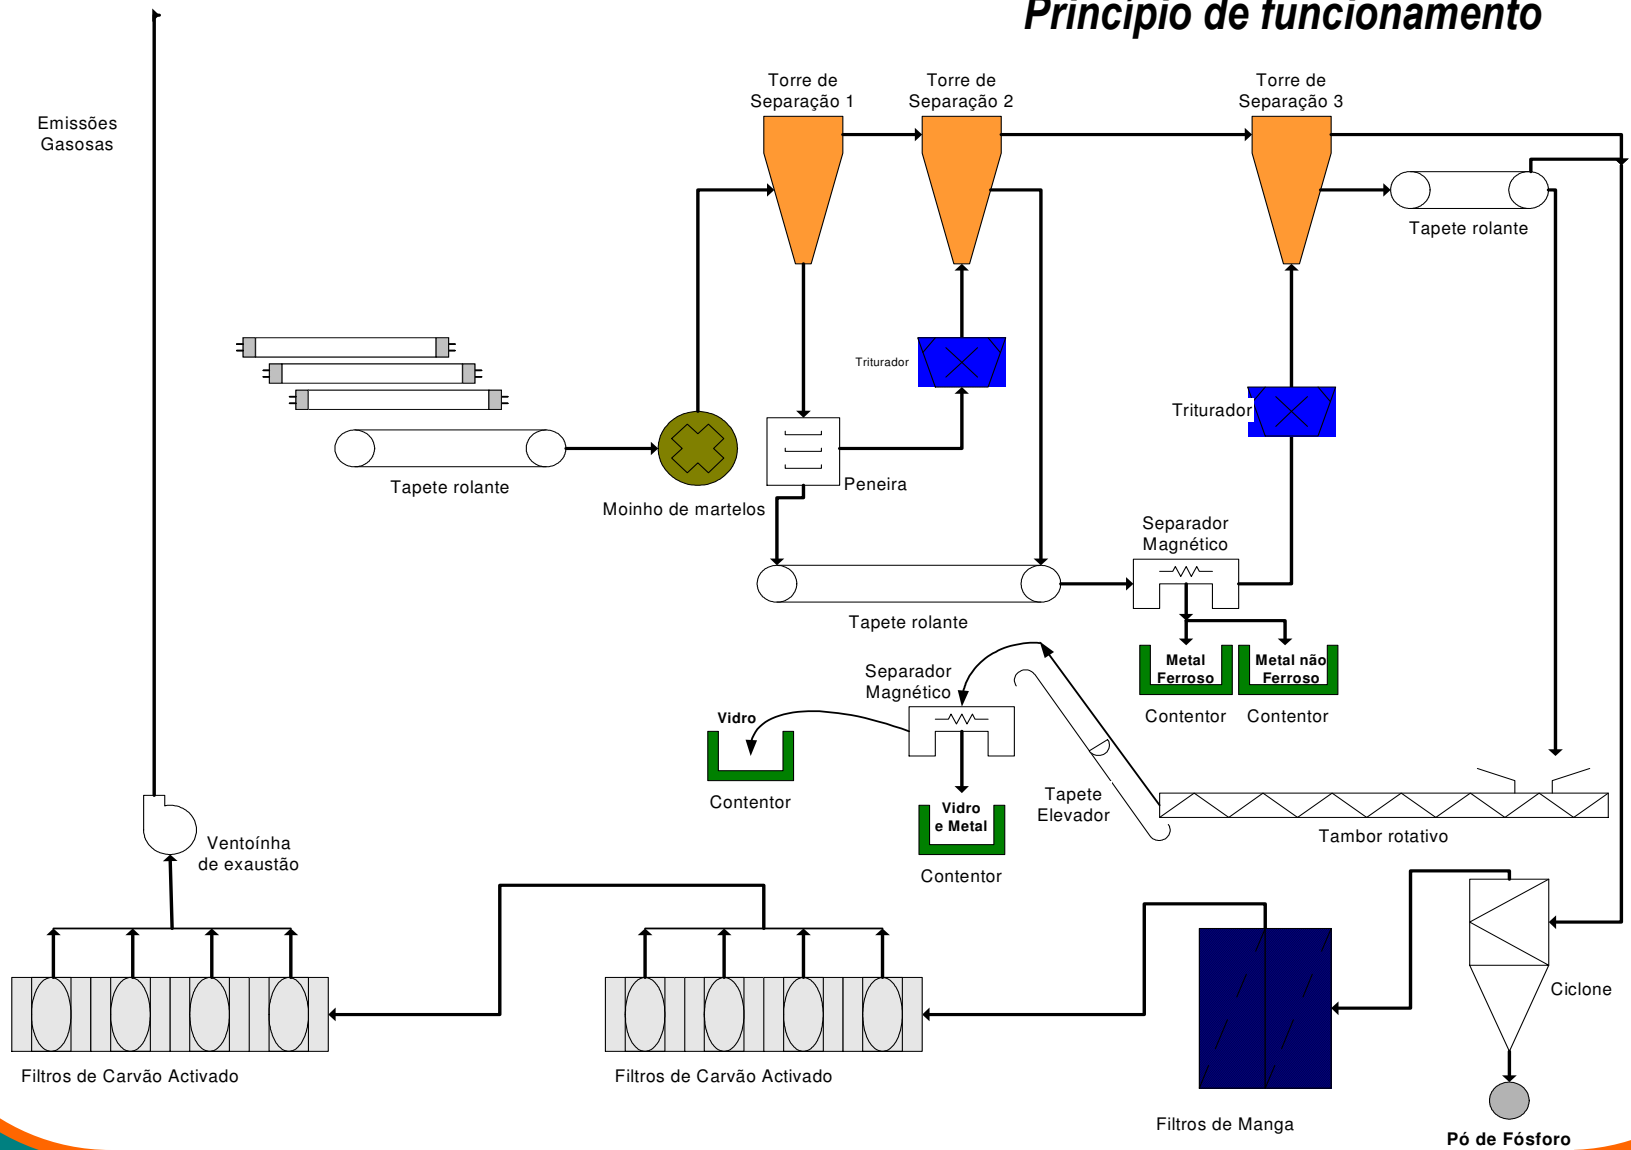 Princípio de funcionamento
Torre de
Separação 1
Torre de
Separação 2
Torre de
Separação 3
Emissões
Gasosas
Tapete rolante
Triturador
Triturador
Tapete rolante
Peneira
Moinho de martelos
Separador
Magnético
Tapete rolante
Metal
Ferroso
Metal não
Ferroso
Contentor
Contentor
Separador
Magnético
Vidro
Contentor
Vidro
e Metal
Contentor
Tapete
Elevador
Tambor rotativo
Ventoínha
de exaustão
Ciclone
Filtros de Carvão Activado
Filtros de Carvão Activado
Filtros de Manga
Pó de Fósforo